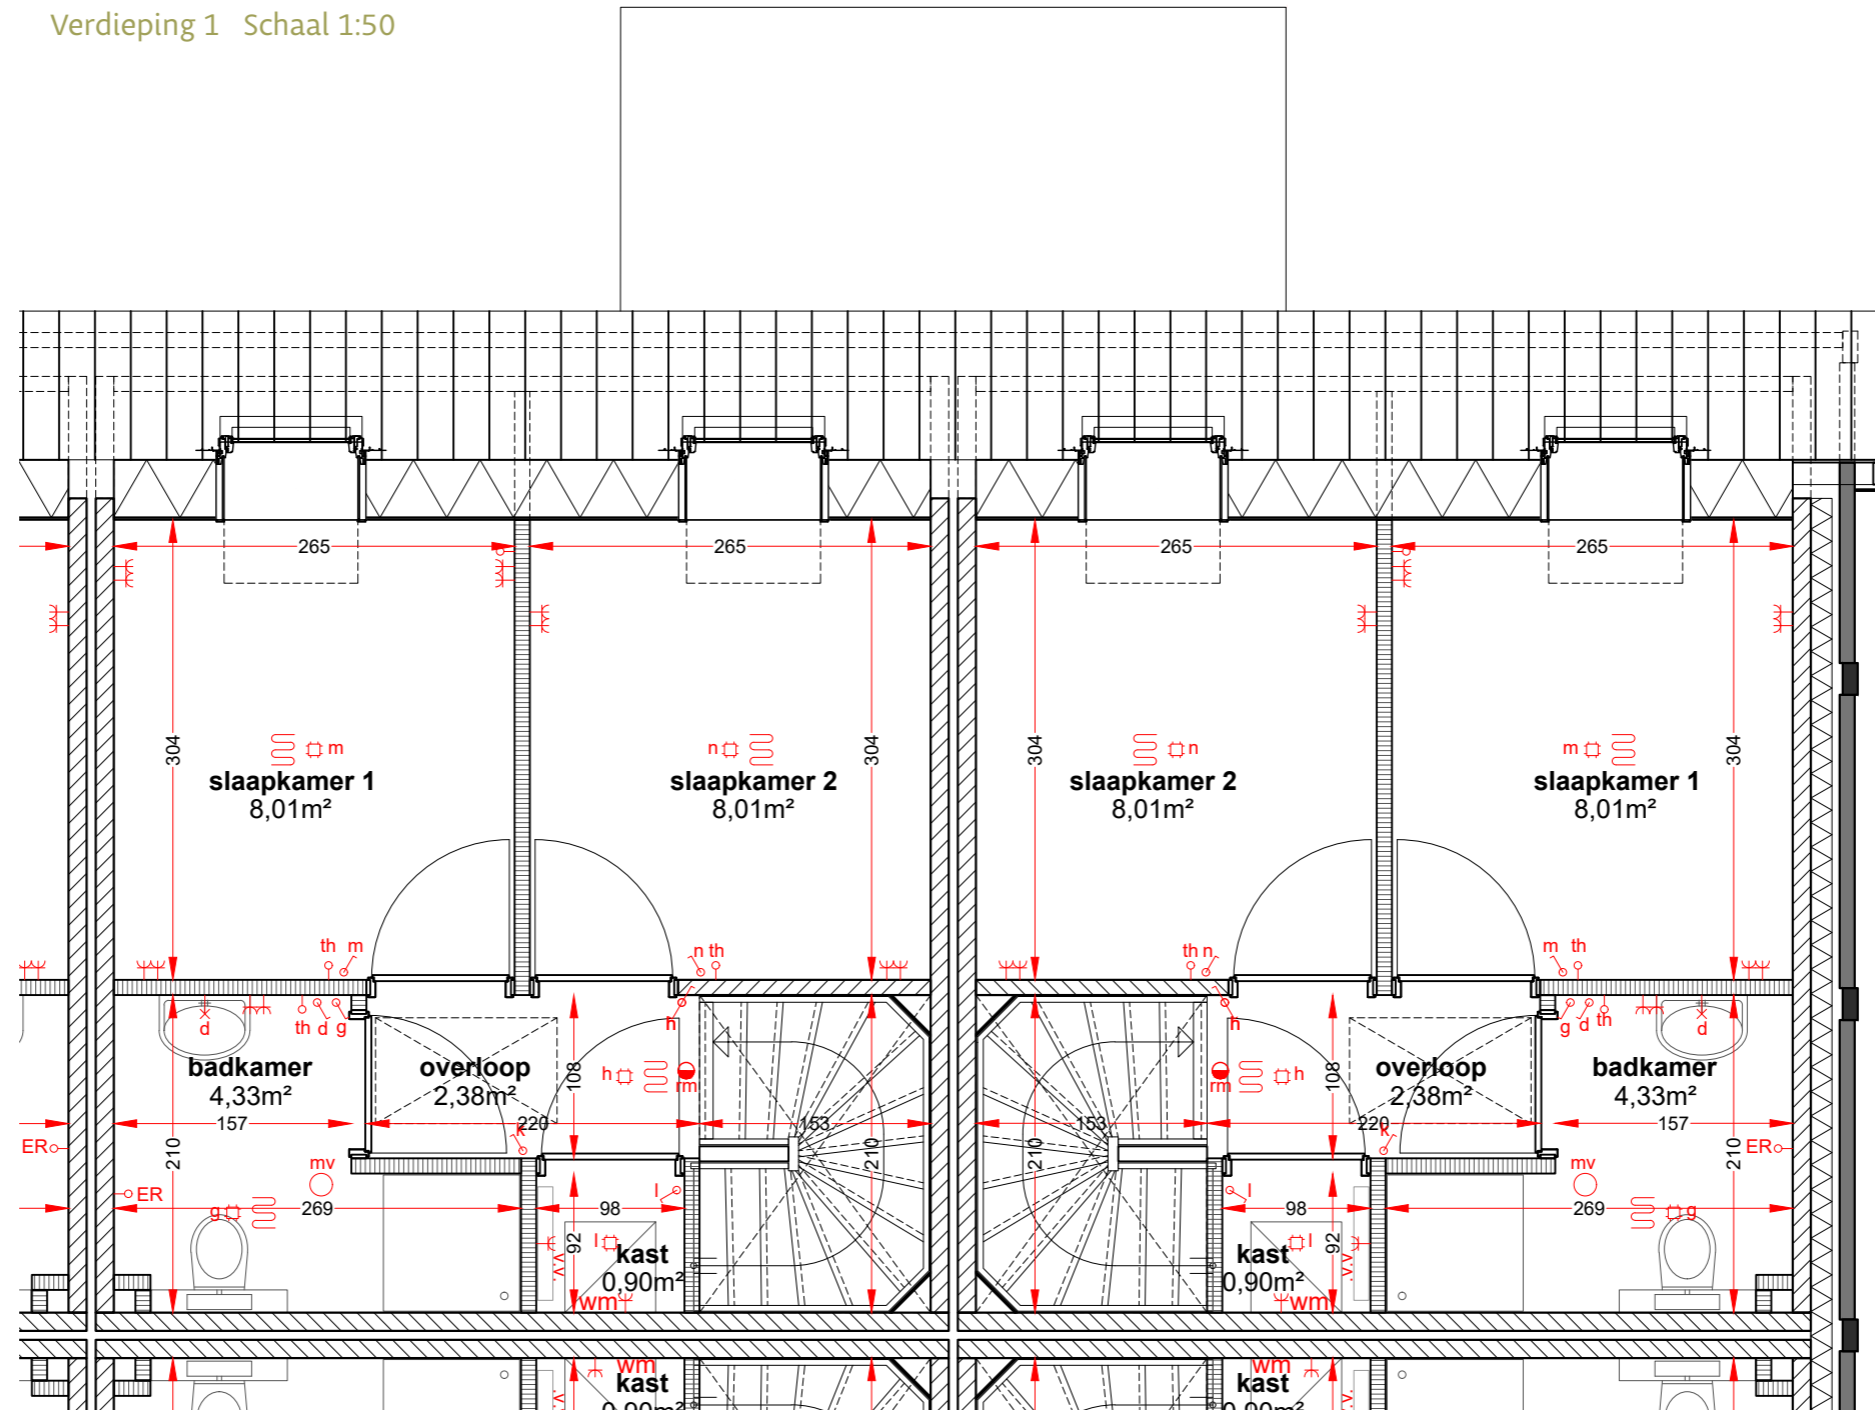 Verdieping 1 Schaal 1:50
265 265 265 265
304 304 304 304
m n n m
slaapkamer 1 slaapkamer 2 slaapkamer 2 slaapkamer 1
8,01m² 8,01m² 8,01m² 8,01m²
th m n th th n m th
d th d g h h g d th d
badkamer overloop 108 h rm rm h 108 overloop badkamer
4,33m² 2,38m² 2,38m² 4,33m²
157 220 153 153 220 157
ER 210 k 210 210 k 210 ER
mv mv
ER l l
g 269 98 98 269 g
92 l kast kast l 92
v.v. 0,90m² 0,90m² v.v.
wm wm
wm wm
kast kast
v.v. 0,90m² 0,90m² v.v.